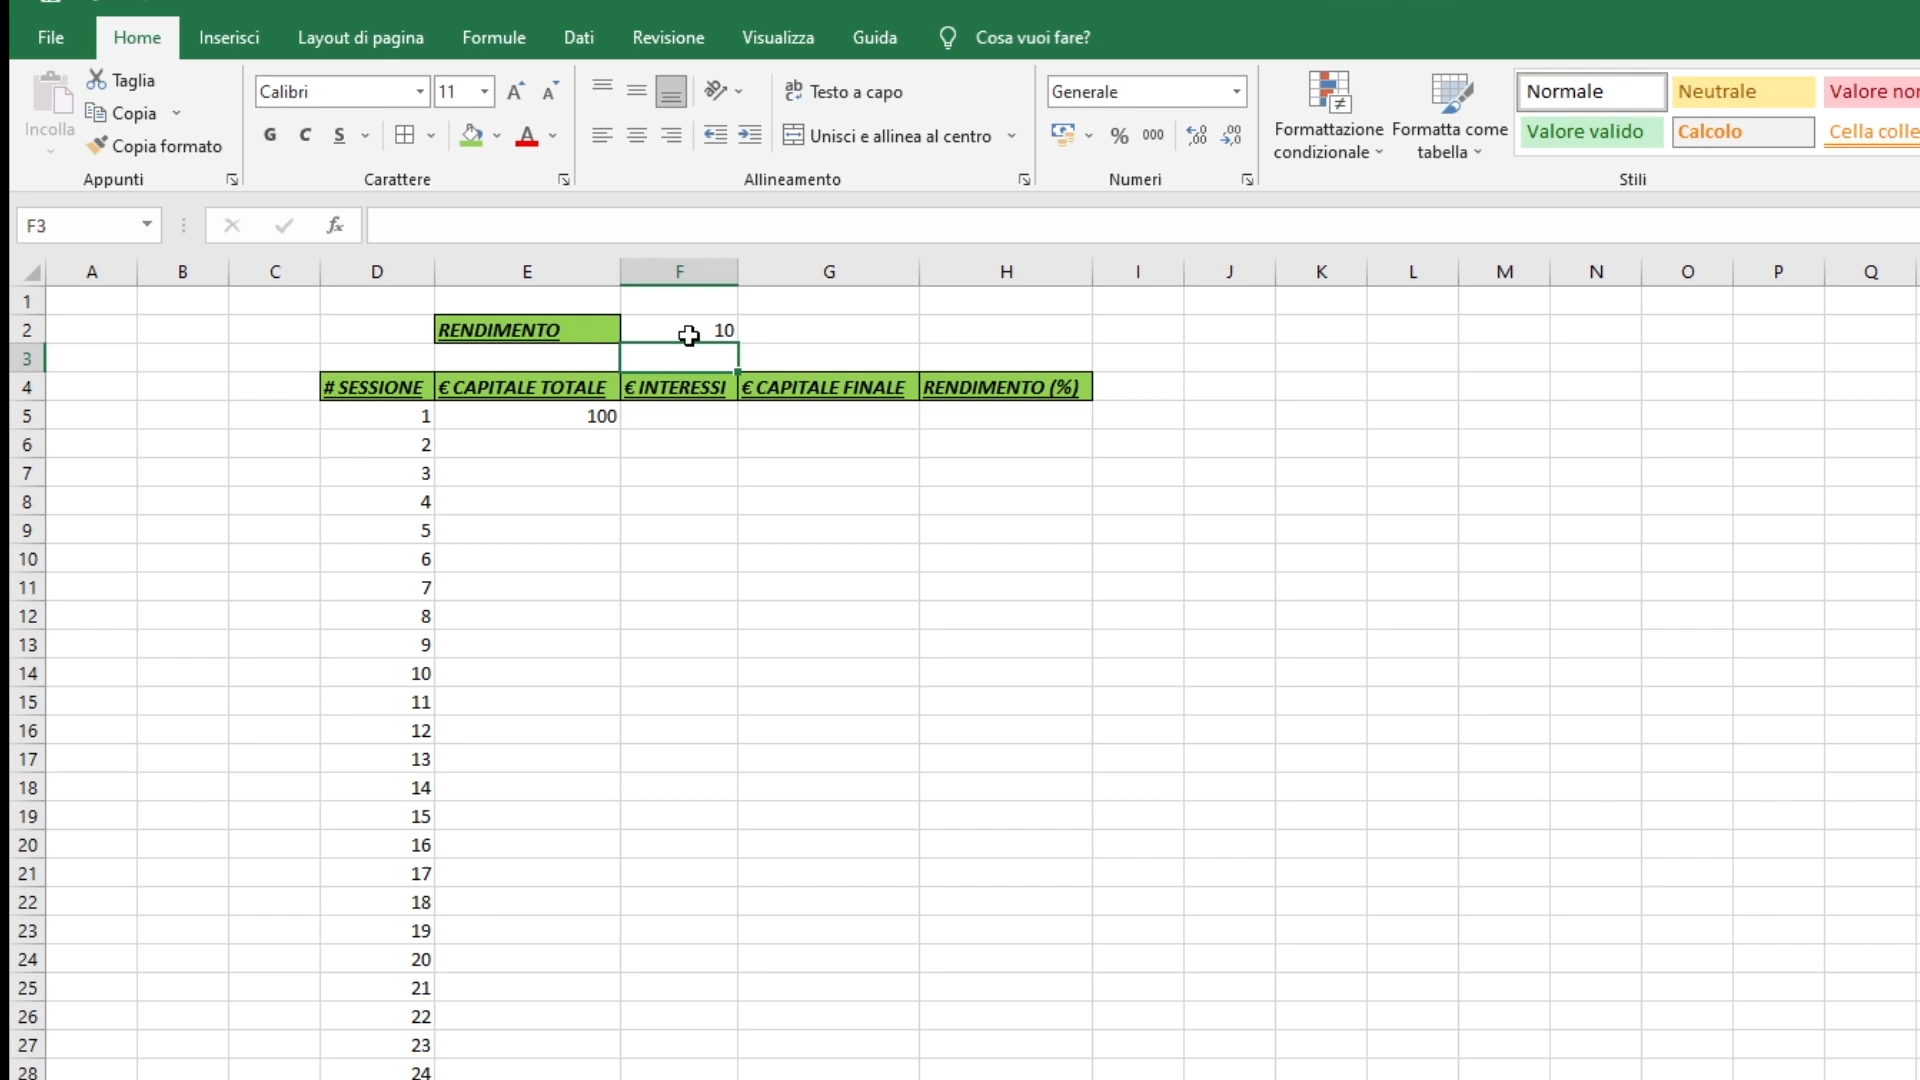 File Home Inserisci Layout di pagina Formule Dati Revisione Visualizza Guida Cosa vuoi fare?
Taglia
Copia
Copia formato
Incolla
Appunti
Calibri 11
G C S
Carattere
Testo a capo
Unisci e allinea al centro
Allineamento
Generale
% 000
Numeri
Formattazione condizionale
Formatta come tabella
Normale Neutrale Valore non
Valore valido Calcolo Cella colle
Stili
F3 fx
A B C D E F G H I J K L M N O P Q
1
2 RENDIMENTO 10
3
4 # SESSIONE € CAPITALE TOTALE € INTERESSI € CAPITALE FINALE RENDIMENTO (%)
5 1 100
6 2
7 3
8 4
9 5
10 6
11 7
12 8
13 9
14 10
15 11
16 12
17 13
18 14
19 15
20 16
21 17
22 18
23 19
24 20
25 21
26 22
27 23
28 24